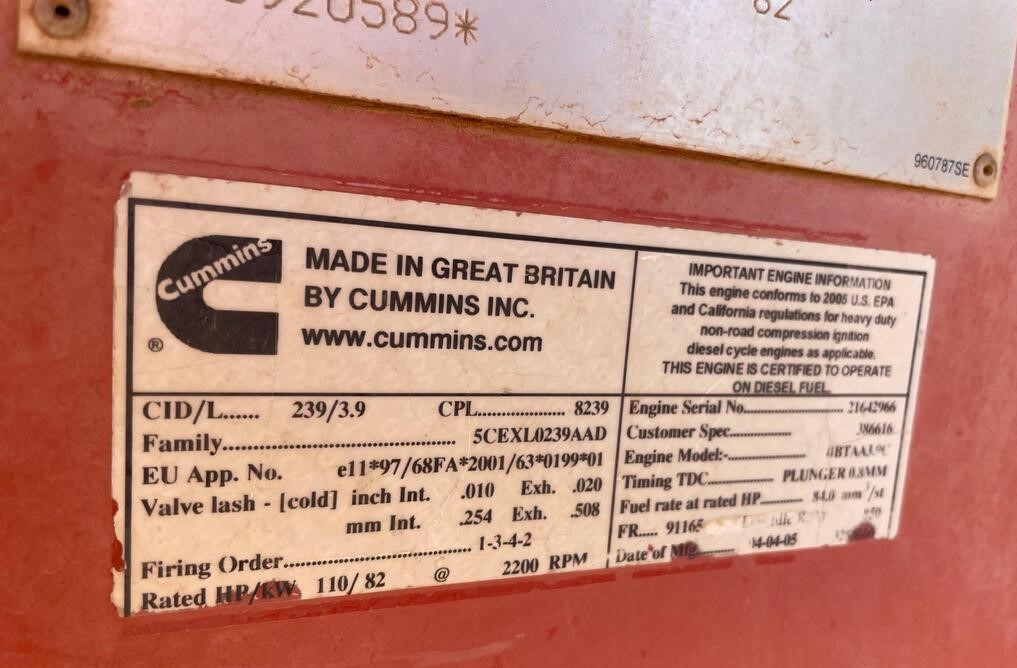 920589*
82
960787SE
Cummins
®
MADE IN GREAT BRITAIN
BY CUMMINS INC.
www.cummins.com
IMPORTANT ENGINE INFORMATION
This engine conforms to 2005 U.S. EPA
and California regulations for heavy duty
non-road compression ignition
diesel cycle engines as applicable.
THIS ENGINE IS CERTIFIED TO OPERATE
ON DIESEL FUEL.
CID/L...... 239/3.9 CPL.................... 8239
Family............................................ 5CEXL0239AAD
EU App. No. e11*97/68FA*2001/63*0199*01
Valve lash - [cold] inch Int. .010 Exh. .020
mm Int. .254 Exh. .508
Firing Order.................................... 1-3-4-2
Rated HP/KW 110/ 82 @ 2200 RPM
Engine Serial No....................... 21642966
Customer Spec.............. 386616
Engine Model:-.............. 4BTAA3.9C
Timing TDC.............. PLUNGER 0.8MM
Fuel rate at rated HP.......... 84.0 mm³/st
FR.... 91165
Date of Mfg......... 04-04-05